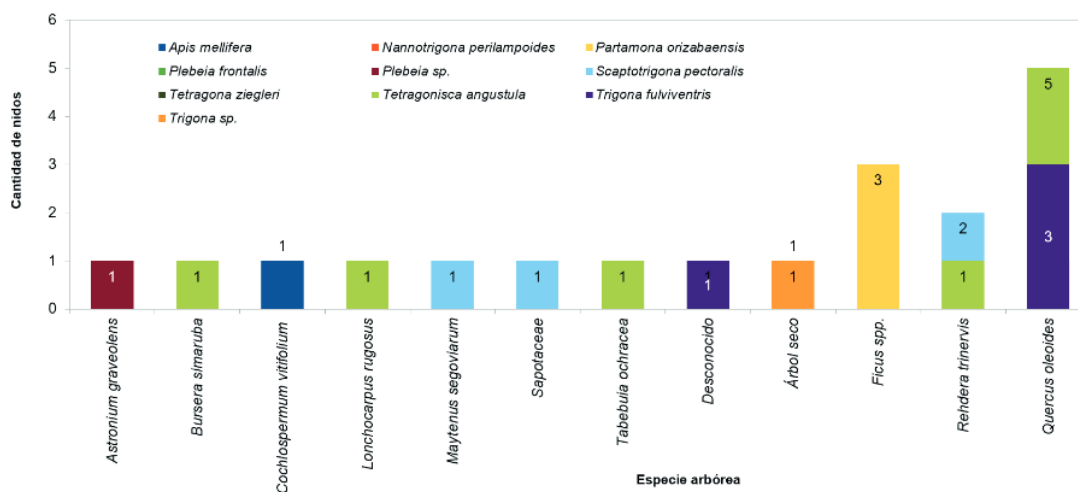 6
5
4
3
2
1
0
Cantidad de nidos
Apis mellifera
Nannotrigona perilampoides
Partamona orizabaensis
Plebeia frontalis
Plebeia sp.
Scaptotrigona pectoralis
Tetragona ziegleri
Tetragonisca angustula
Trigona fulviventris
Trigona sp.
1
1
1
1
1
1
1
1
1
1
1
3
2
1
5
3
Astronium graveolens
Bursera simaruba
Cochlospermum vitifolium
Lonchocarpus rugosus
Maytenus segoviarum
Sapotaceae
Tabebuia ochracea
Desconocido
Árbol seco
Ficus spp.
Rehdera trinervis
Quercus oleoides
Especie arbórea